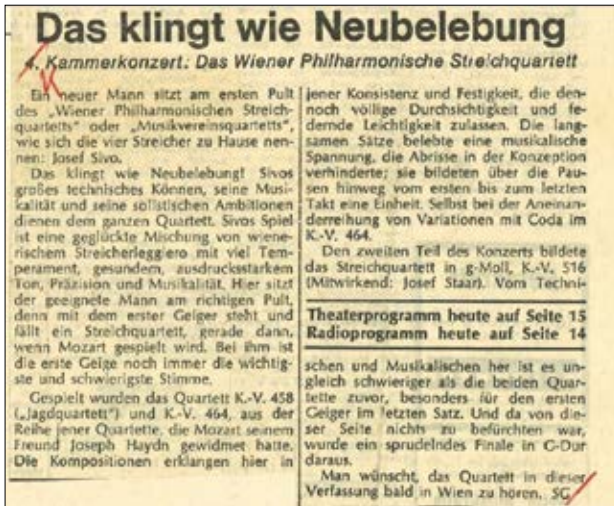 Das klingt wie Neubelebung
4. Kammerkonzert: Das Wiener Philharmonische Streichquartett
Ein neuer Mann sitzt am ersten Pult
des „Wiener Philharmonischen Streich-
quartetts" oder „Musikvereinsquartetts",
wie sich die vier Streicher zu Hause nen-
nen: Josef Sivo.
Das klingt wie Neubelebung! Sivos
großes technisches Können, seine Musi-
kalität und seine solistischen Ambitionen
dienen dem ganzen Quartett. Sivos Spiel
ist eine geglückte Mischung von wiene-
rischem Streicherleggiero mit viel Tem-
perament, gesundem, ausdrucksstarkem
Ton, Präzision und Musikalität. Hier sitzt
der geeignete Mann am richtigen Pult,
denn mit dem erster Geiger steht und
fällt ein Streichquartett, gerade dann,
wenn Mozart gespielt wird. Bei ihm ist
die erste Geige noch immer die wichtig-
ste und schwierigste Stimme.
Gespielt wurden das Quartett K.-V. 458
(„Jagdquartett") und K.-V. 464, aus der
Reihe jener Quartette, die Mozart seinem
Freund Joseph Haydn gewidmet hatte.
Die Kompositionen erklangen hier in
jener Konsistenz und Festigkeit, die den-
noch völlige Durchsichtigkeit und fe-
dernde Leichtigkeit zulassen. Die lang-
samen Sätze belebte eine musikalische
Spannung, die Abrisse in der Konzeption
verhinderte; sie bildeten über die Pau-
sen hinweg vom ersten bis zum letzten
Takt eine Einheit. Selbst bei der Aneinan-
derreihung von Variationen mit Coda im
K.-V. 464.
Den zweiten Teil des Konzerts bildete
das Streichquartett in g-Moll, K.-V. 516
(Mitwirkend: Josef Staar). Vom Techni-
Theaterprogramm heute auf Seite 15
Radioprogramm heute auf Seite 14
schen und Musikalischen her ist es un-
gleich schwieriger als die beiden Quar-
tette zuvor, besonders für den ersten
Geiger im letzten Satz. Und da von die-
ser Seite nichts zu befürchten war,
wurde ein sprudelndes Finale in G-Dur
daraus.
Man wünscht, das Quartett in dieser
Verfassung bald in Wien zu hören. SG